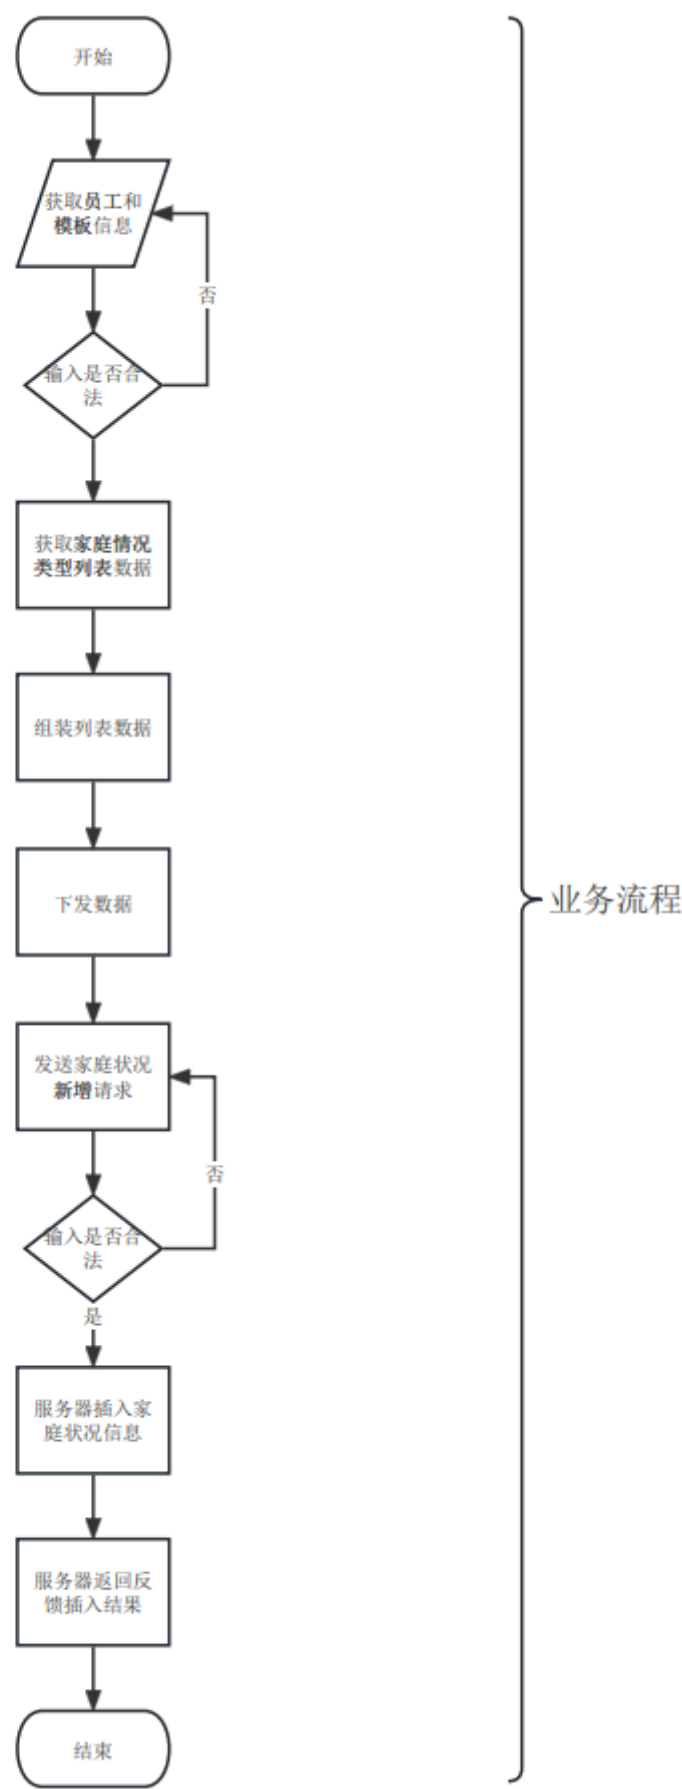 开始
获取员工和
模板信息
否
输入是否合
法
获取家庭情况
类型列表数据
组装列表数据
下发数据
业务流程
发送家庭状况
新增请求
否
输入是否合
法
是
服务器插入家
庭状况信息
服务器返回反
馈插入结果
结束